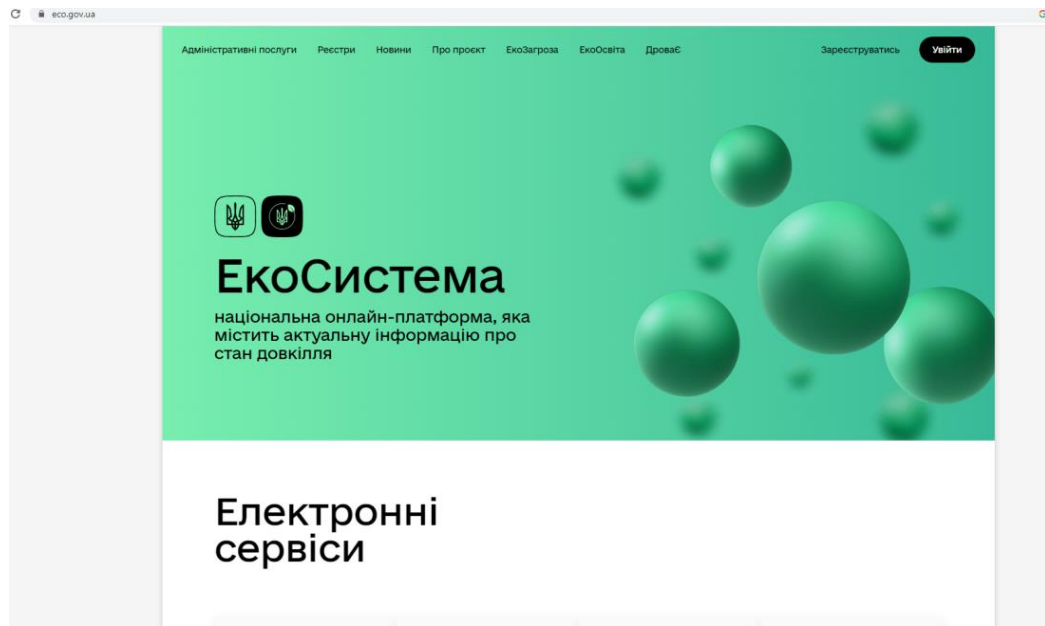 eco.gov.ua
Адміністративні послуги Реєстри Новини Про проєкт ЕкоЗагроза ЕкоОсвіта ДроваЄ Зареєструватись Увійти
ЕкоСистема
національна онлайн-платформа, яка
містить актуальну інформацію про
стан довкілля
Електронні
сервіси